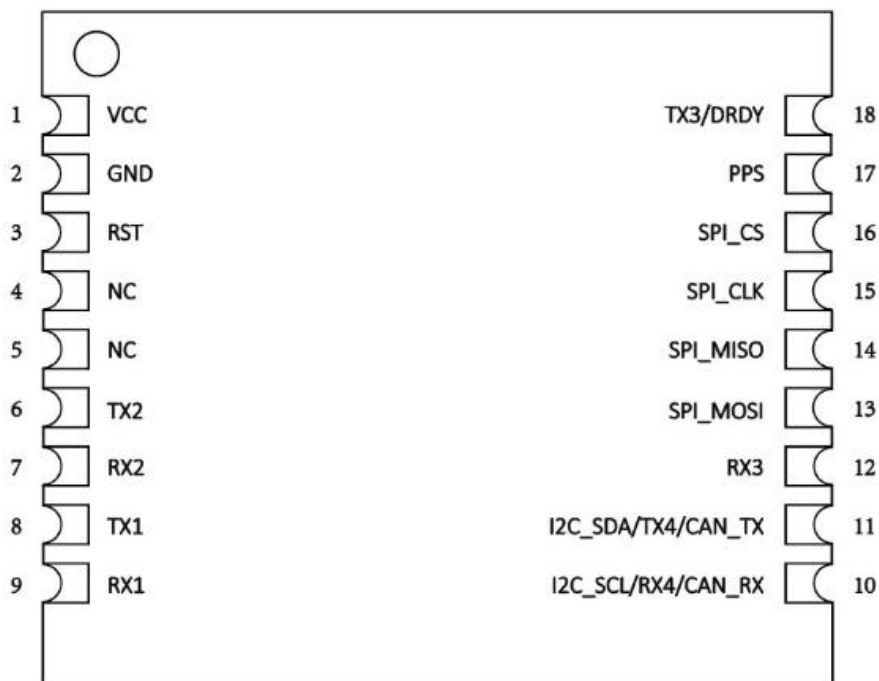 1 VCC TX3/DRDY 18
2 GND PPS 17
3 RST SPI_CS 16
4 NC SPI_CLK 15
5 NC SPI_MISO 14
6 TX2 SPI_MOSI 13
7 RX2 RX3 12
8 TX1 I2C_SDA/TX4/CAN_TX 11
9 RX1 I2C_SCL/RX4/CAN_RX 10